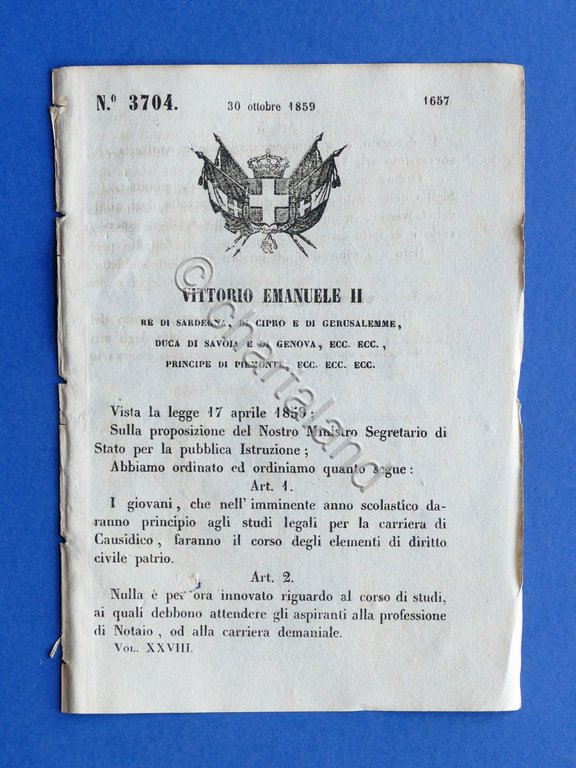 N.º 3704. 30 ottobre 1859 1657
VITTORIO EMANUELE II
RE DI SARDEGNA, CIPRO E DI GERUSALEMME,
DUCA DI SAVOIA E DI GENOVA, ECC. ECC.,
PRINCIPE DI PIEMONTE, ECC. ECC. ECC.
Vista la legge 17 aprile 1859;
Sulla proposizione del Nostro Ministro Segretario di
Stato per la pubblica Istruzione;
Abbiamo ordinato ed ordiniamo quanto segue:
Art. 1.
I giovani, che nell'imminente anno scolastico da-
ranno principio agli studi legali per la carriera di
Causidico, faranno il corso degli elementi di diritto
civile patrio.
Art. 2.
Nulla è per ora innovato riguardo al corso di studi,
ai quali debbono attendere gli aspiranti alla professione
di Notaio, od alla carriera demaniale.
VOL. XXVIII.
© chartaland